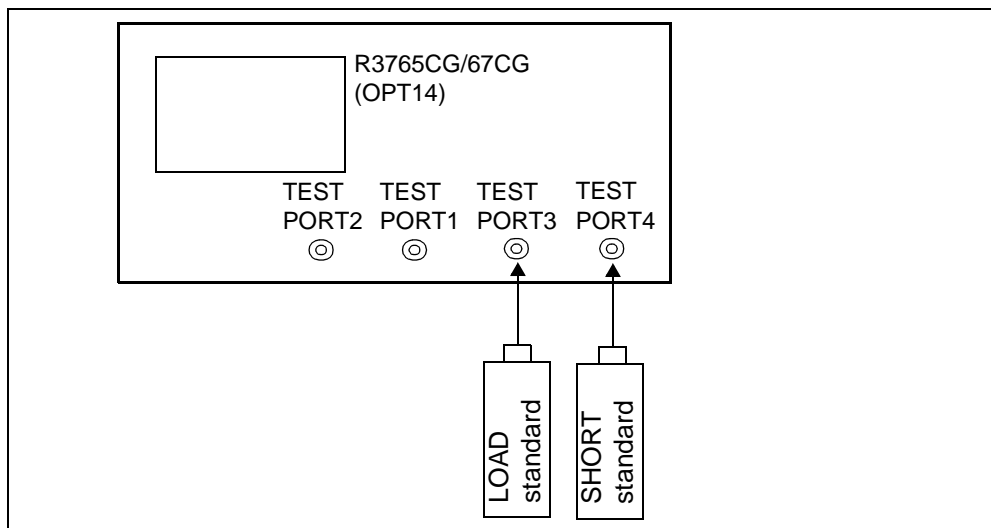 R3765CG/67CG
(OPT14)
TEST TEST TEST TEST
PORT2 PORT1 PORT3 PORT4
LOAD
standard
SHORT
standard